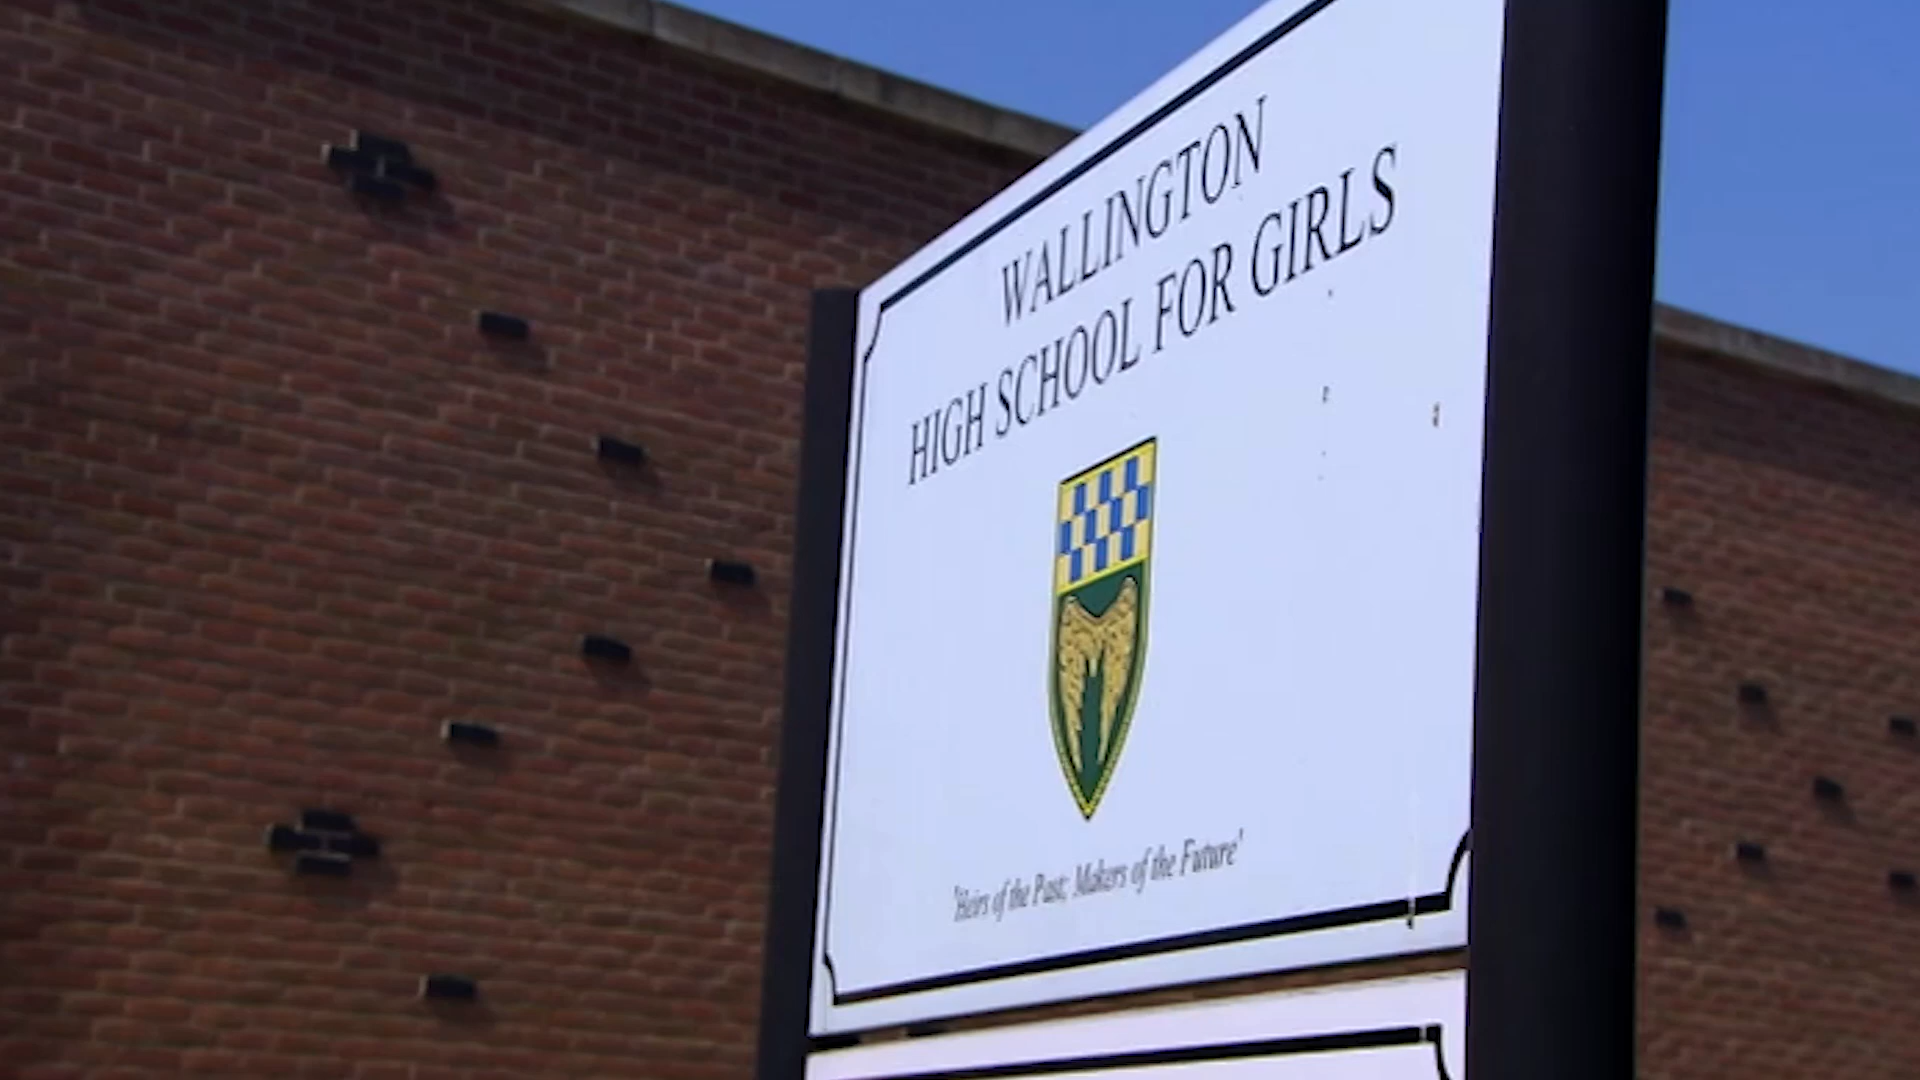 WALLINGTON
HIGH SCHOOL FOR GIRLS
'Heirs of the Past; Makers of the Future'